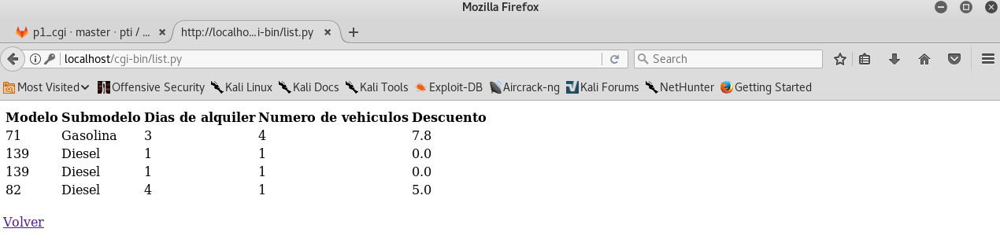 Mozilla Firefox
p1_cgi · master · pti / ... × http://localho...i-bin/list.py × +
localhost/cgi-bin/list.py Search
Most Visited Offensive Security Kali Linux Kali Docs Kali Tools Exploit-DB Aircrack-ng Kali Forums NetHunter Getting Started
Modelo Submodelo Dias de alquiler Numero de vehiculos Descuento
71 Gasolina 3 4 7.8
139 Diesel 1 1 0.0
139 Diesel 1 1 0.0
82 Diesel 4 1 5.0
Volver